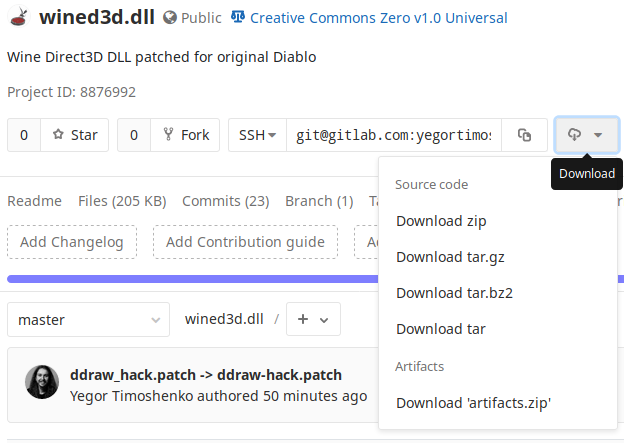 wined3d.dll Public Creative Commons Zero v1.0 Universal
Wine Direct3D DLL patched for original Diablo
Project ID: 8876992
0 Star 0 Fork SSH git@gitlab.com:yegortimos
Download
Source code
Readme Files (205 KB) Commits (23) Branch (1)
Download zip
Add Changelog Add Contribution guide
Download tar.gz
Download tar.bz2
master wined3d.dll / +
Download tar
Artifacts
ddraw_hack.patch -> ddraw-hack.patch
Yegor Timoshenko authored 50 minutes ago
Download 'artifacts.zip'